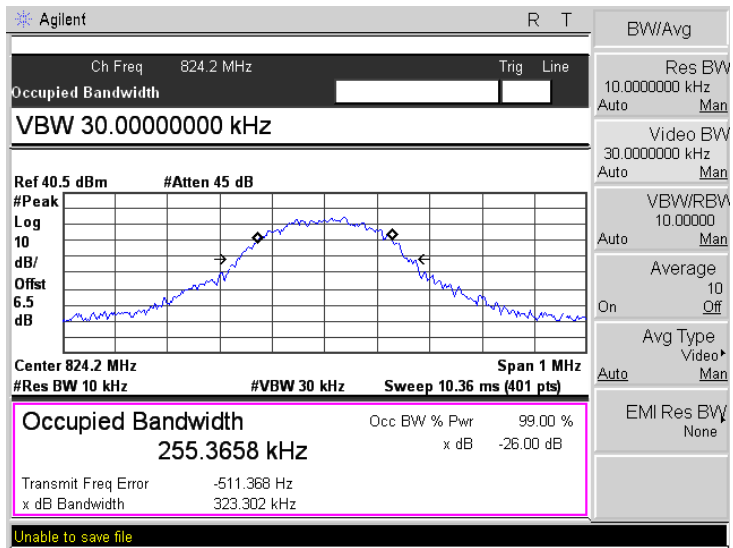 Agilent
R T
Ch Freq 824.2 MHz Trig Line
Occupied Bandwidth
VBW 30.00000000 kHz
Ref 40.5 dBm #Atten 45 dB
#Peak
Log
10
dB/
Offst
6.5
dB
Center 824.2 MHz Span 1 MHz
#Res BW 10 kHz #VBW 30 kHz Sweep 10.36 ms (401 pts)
Occupied Bandwidth
255.3658 kHz
Occ BW % Pwr 99.00 %
x dB -26.00 dB
Transmit Freq Error -511.368 Hz
x dB Bandwidth 323.302 kHz
Unable to save file
BW/Avg
Res BW
10.0000000 kHz
Auto Man
Video BW
30.0000000 kHz
Auto Man
VBW/RBW
10.00000
Auto Man
Average
10
On Off
Avg Type
Video
Auto Man
EMI Res BW
None